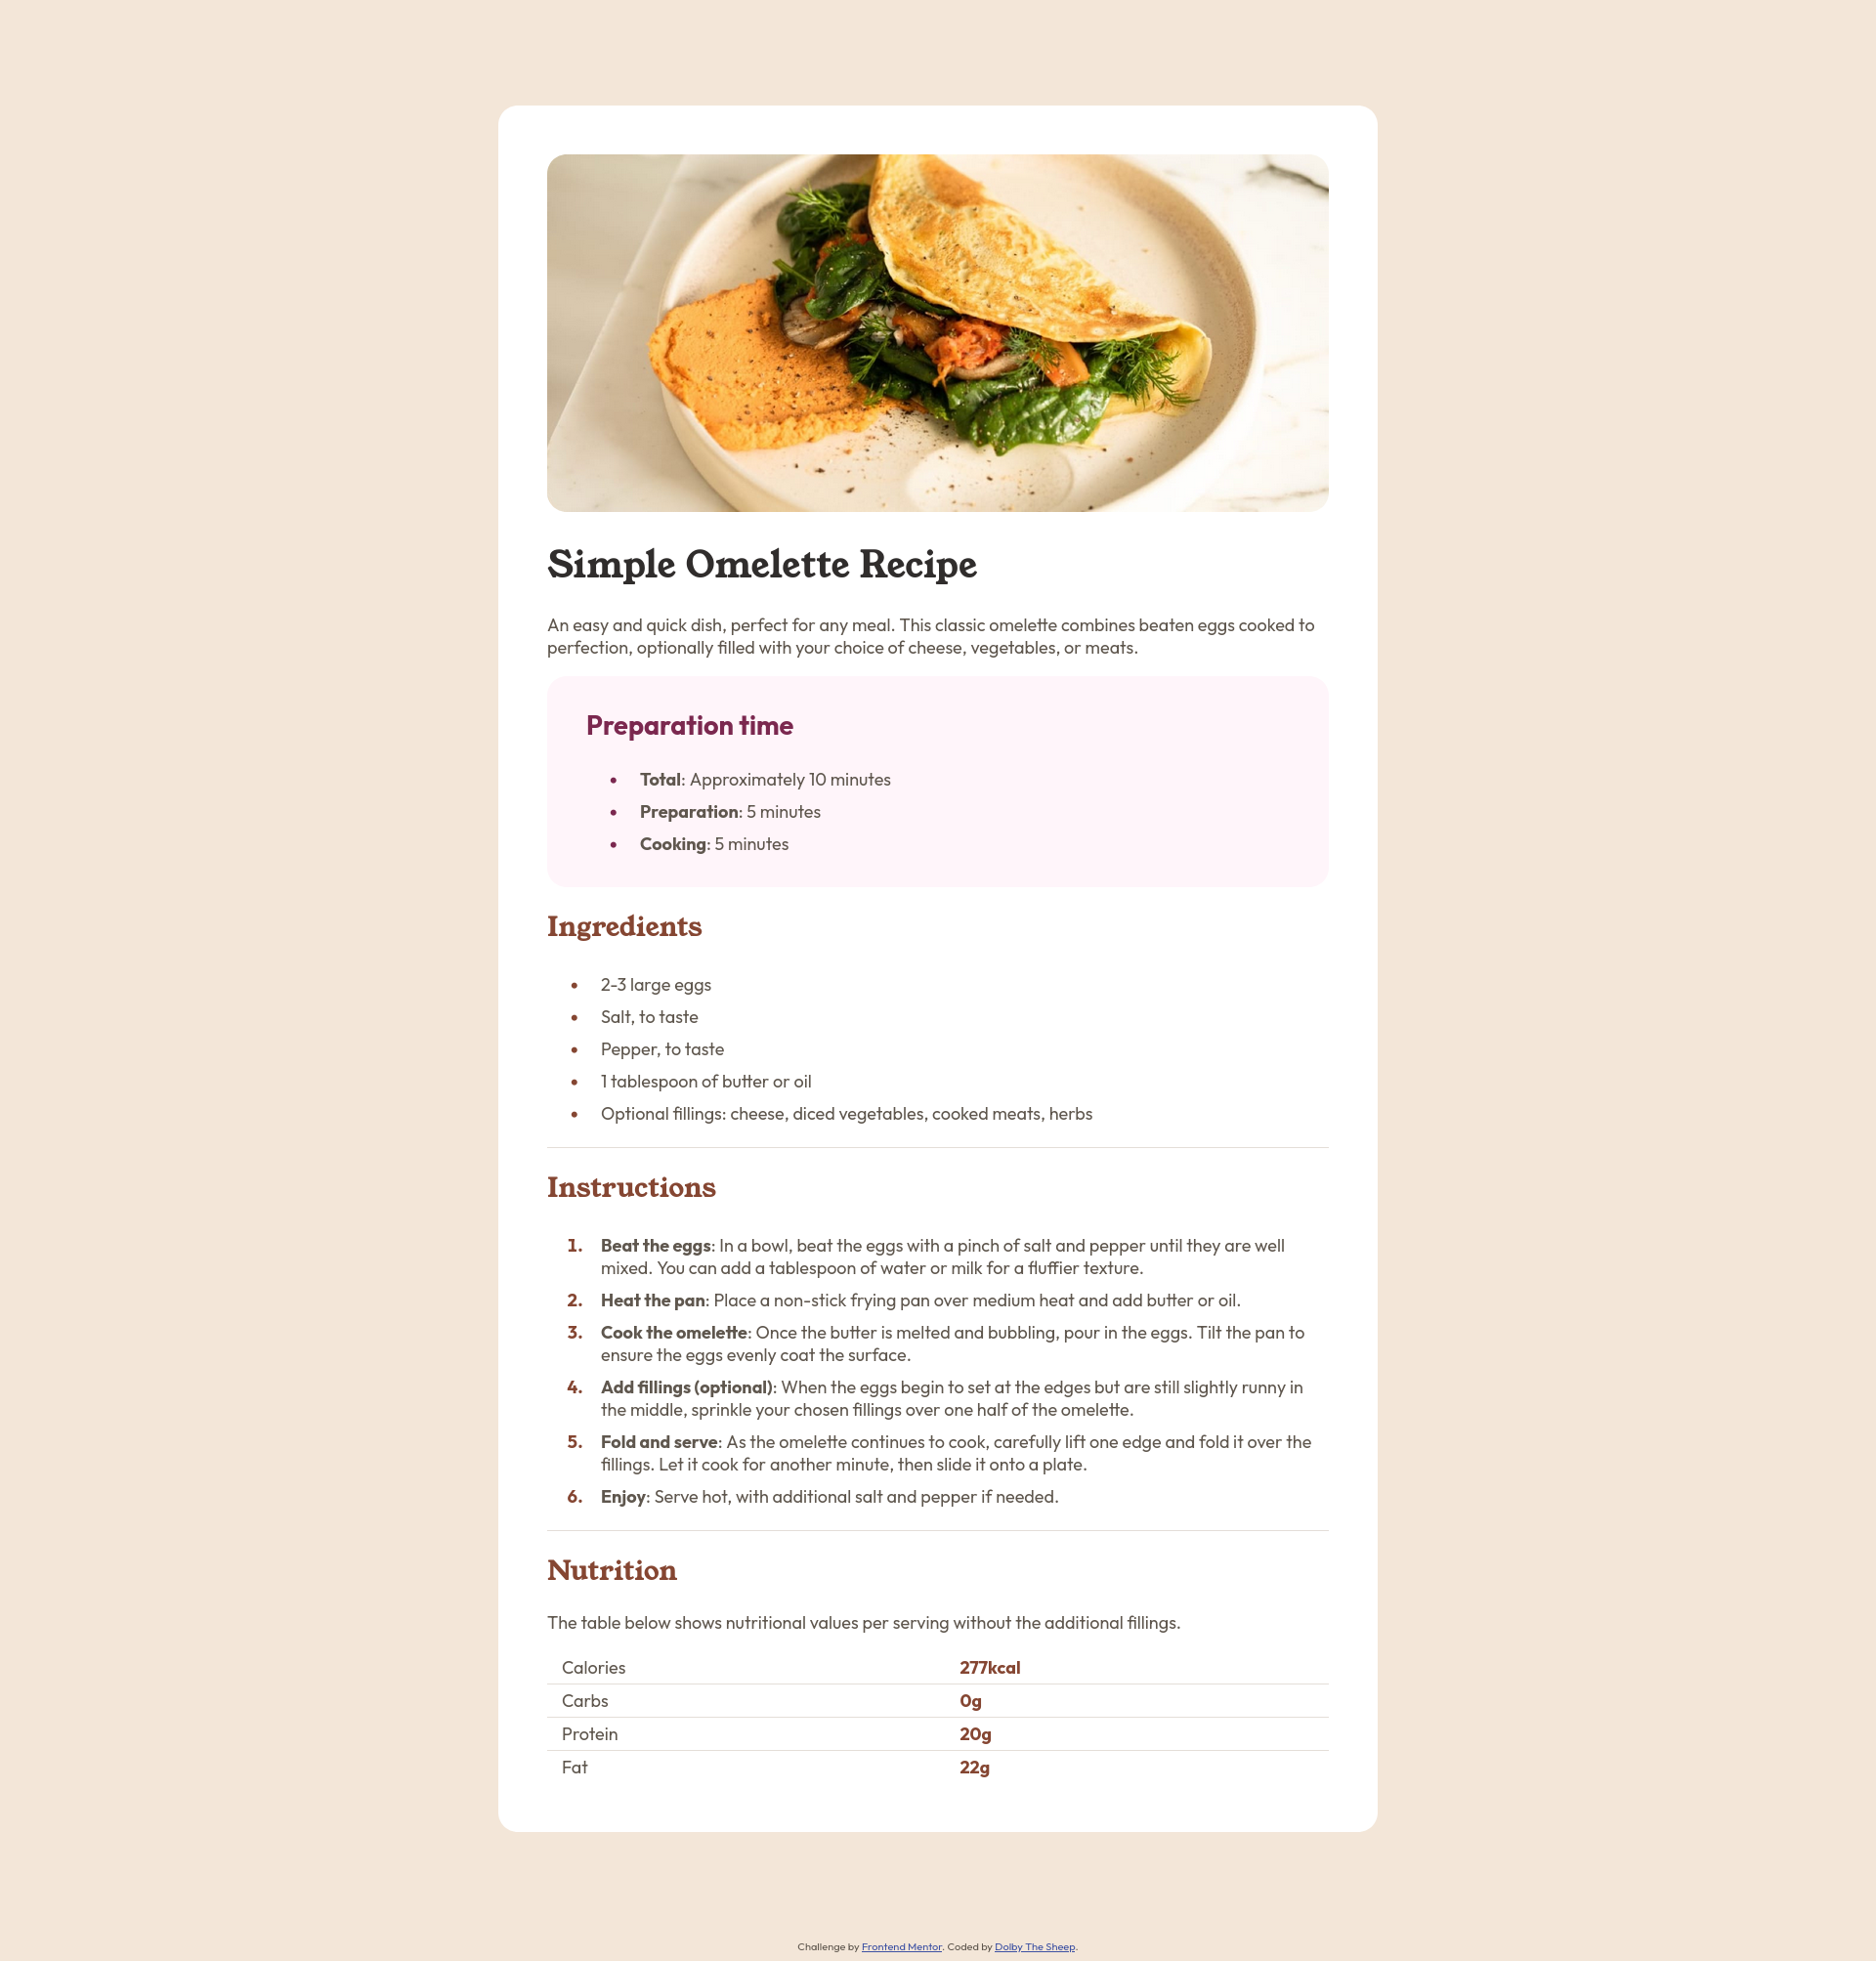 Simple Omelette Recipe
An easy and quick dish, perfect for any meal. This classic omelette combines beaten eggs cooked to
perfection, optionally filled with your choice of cheese, vegetables, or meats.
Preparation time
• Total: Approximately 10 minutes
• Preparation: 5 minutes
• Cooking: 5 minutes
Ingredients
• 2-3 large eggs
• Salt, to taste
• Pepper, to taste
• 1 tablespoon of butter or oil
• Optional fillings: cheese, diced vegetables, cooked meats, herbs
Instructions
1. Beat the eggs: In a bowl, beat the eggs with a pinch of salt and pepper until they are well
mixed. You can add a tablespoon of water or milk for a fluffier texture.
2. Heat the pan: Place a non-stick frying pan over medium heat and add butter or oil.
3. Cook the omelette: Once the butter is melted and bubbling, pour in the eggs. Tilt the pan to
ensure the eggs evenly coat the surface.
4. Add fillings (optional): When the eggs begin to set at the edges but are still slightly runny in
the middle, sprinkle your chosen fillings over one half of the omelette.
5. Fold and serve: As the omelette continues to cook, carefully lift one edge and fold it over the
fillings. Let it cook for another minute, then slide it onto a plate.
6. Enjoy: Serve hot, with additional salt and pepper if needed.
Nutrition
The table below shows nutritional values per serving without the additional fillings.
Calories 277kcal
Carbs 0g
Protein 20g
Fat 22g
Challenge by Frontend Mentor. Coded by Dolby The Sheep.